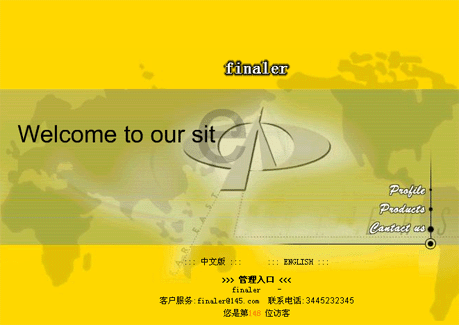 finaler
Welcome to our sit
e
Profile
Products
Cantact us
::: 中文版 ::: ::: ENGLISH :::
>>> 管理入口 <<<
finaler -
客户服务:finaler@145.com 联系电话:3445232345
您是第148 位访客